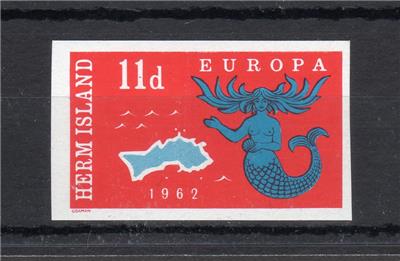 HERM ISLAND
11d
EUROPA
1962